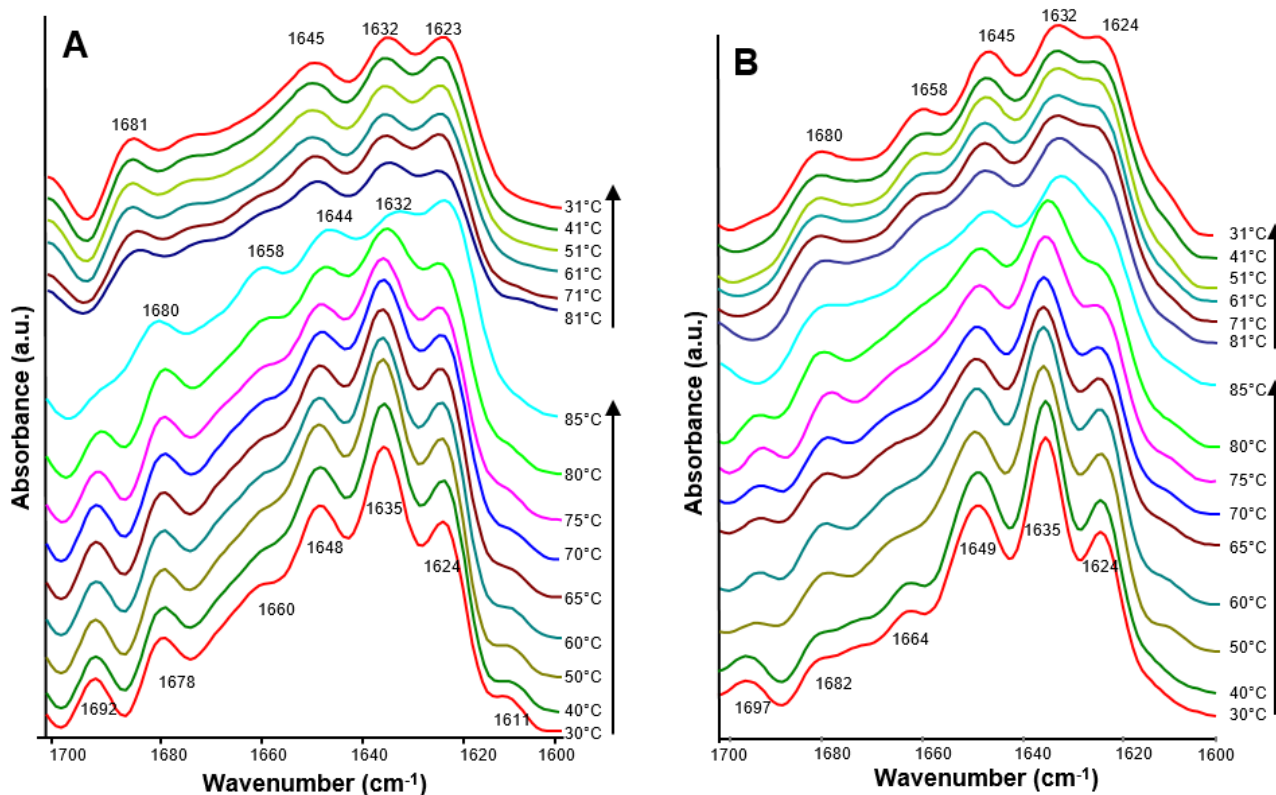 A
1645
1632
1623
1681
31°C
41°C
51°C
61°C
71°C
81°C
1644
1632
1658
1680
85°C
80°C
75°C
70°C
65°C
60°C
50°C
40°C
30°C
1635
1648
1624
1660
1678
1692
1611
1700
1680
1660
1640
1620
1600
Wavenumber (cm-1)
Absorbance (a.u.)
B
1632
1624
1645
1658
1680
31°C
41°C
51°C
61°C
71°C
81°C
85°C
80°C
75°C
70°C
65°C
60°C
50°C
40°C
30°C
1649
1635
1624
1664
1682
1697
1700
1680
1660
1640
1620
1600
Wavenumber (cm-1)
Absorbance (a.u.)